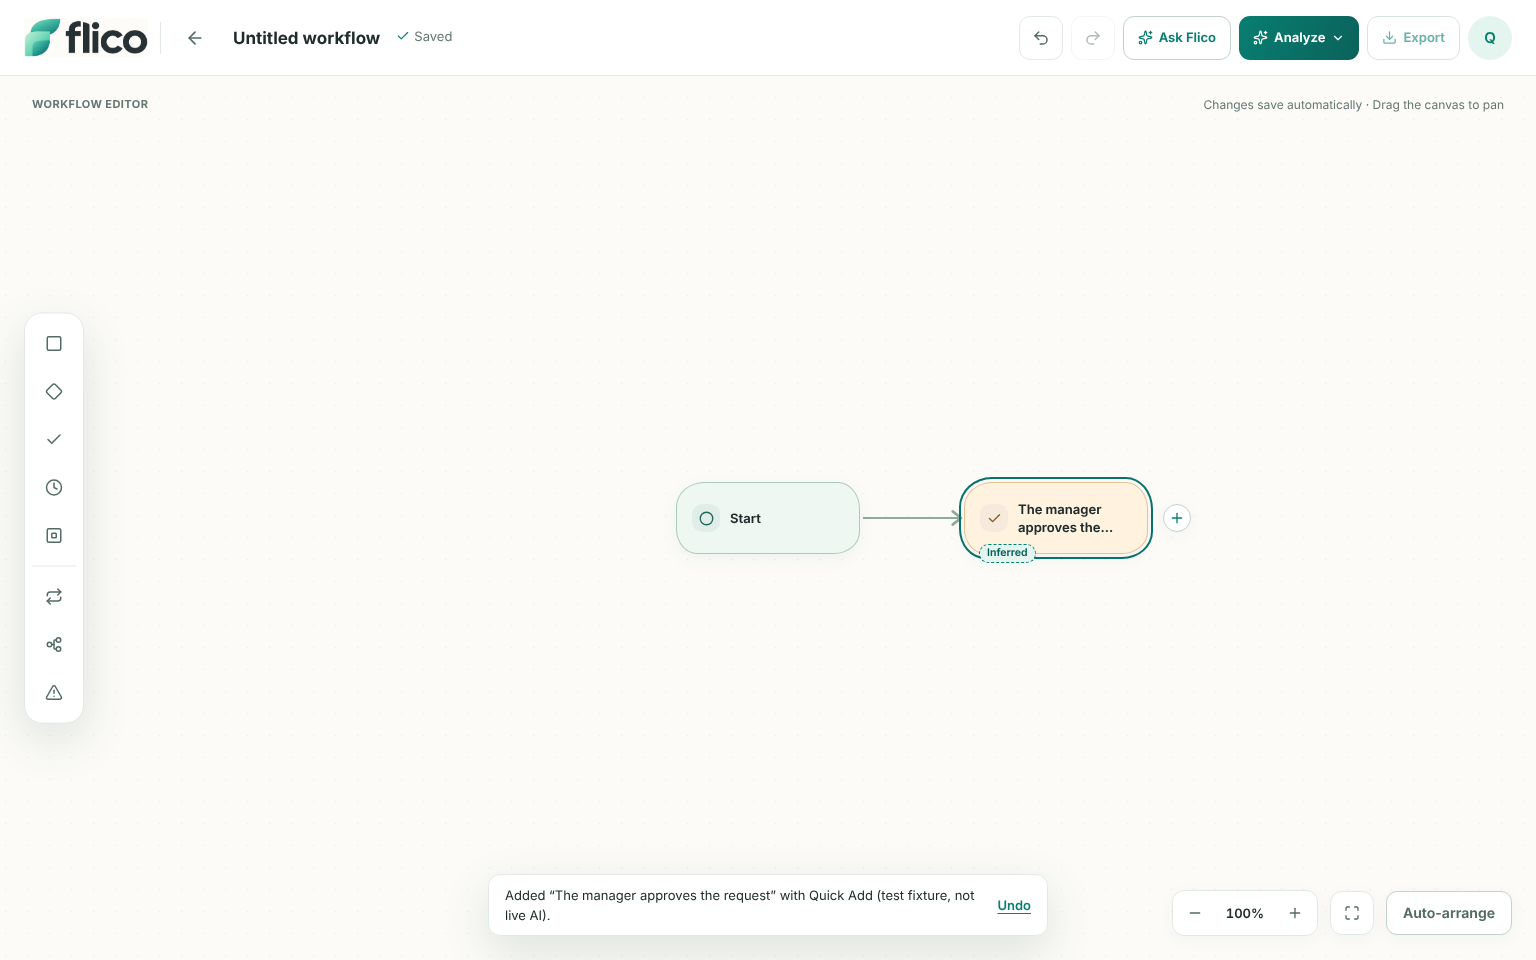 flico
Untitled workflow
Saved
Ask Flico
Analyze
Export
Q
WORKFLOW EDITOR
Changes save automatically · Drag the canvas to pan
Start
The manager
approves the...
Inferred
Added “The manager approves the request” with Quick Add (test fixture, not
live AI).
Undo
100%
Auto-arrange